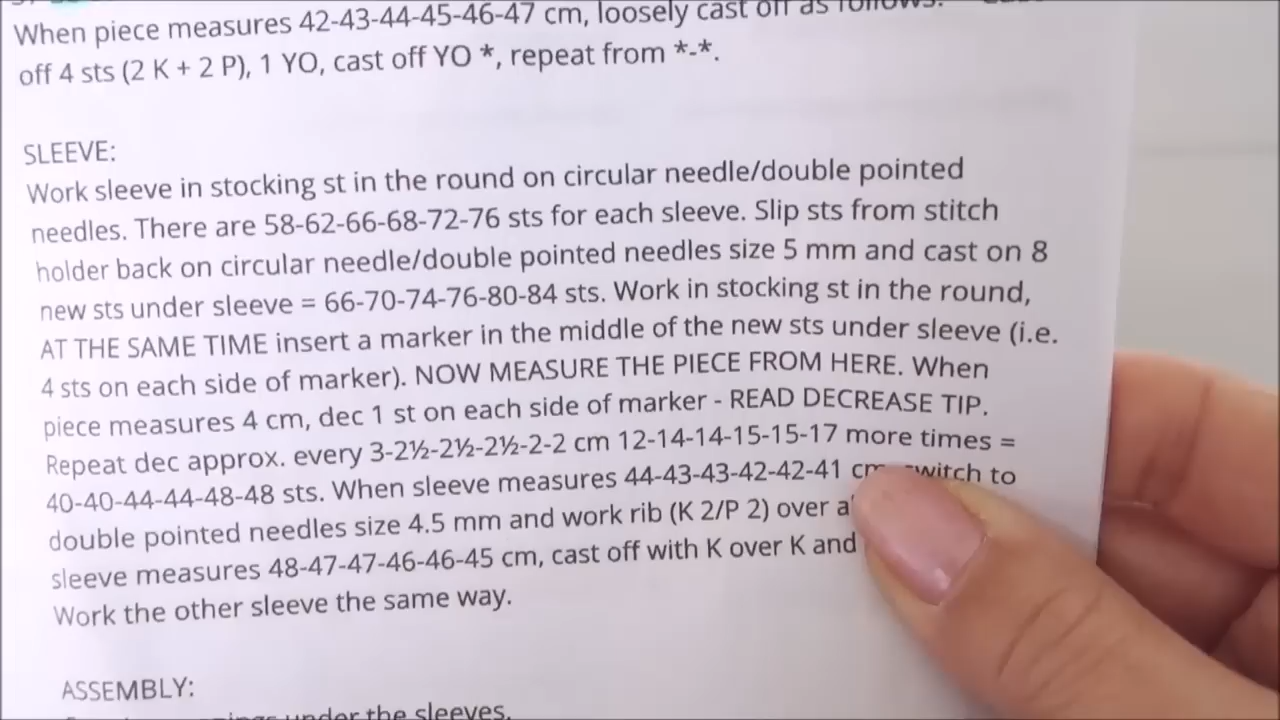 When piece measures 42-43-44-45-46-47 cm, loosely cast off as follows:
off 4 sts (2 K + 2 P), 1 YO, cast off YO *, repeat from *-*.
SLEEVE:
Work sleeve in stocking st in the round on circular needle/double pointed
needles. There are 58-62-66-68-72-76 sts for each sleeve. Slip sts from stitch
holder back on circular needle/double pointed needles size 5 mm and cast on 8
new sts under sleeve = 66-70-74-76-80-84 sts. Work in stocking st in the round,
AT THE SAME TIME insert a marker in the middle of the new sts under sleeve (i.e.
4 sts on each side of marker). NOW MEASURE THE PIECE FROM HERE. When
piece measures 4 cm, dec 1 st on each side of marker - READ DECREASE TIP.
Repeat dec approx. every 3-2½-2½-2½-2-2 cm 12-14-14-15-15-17 more times =
40-40-44-44-48-48 sts. When sleeve measures 44-43-43-42-42-41 cm, switch to
double pointed needles size 4.5 mm and work rib (K 2/P 2) over
sleeve measures 48-47-47-46-46-45 cm, cast off with K over K and
Work the other sleeve the same way.
ASSEMBLY:
under the sleeves.